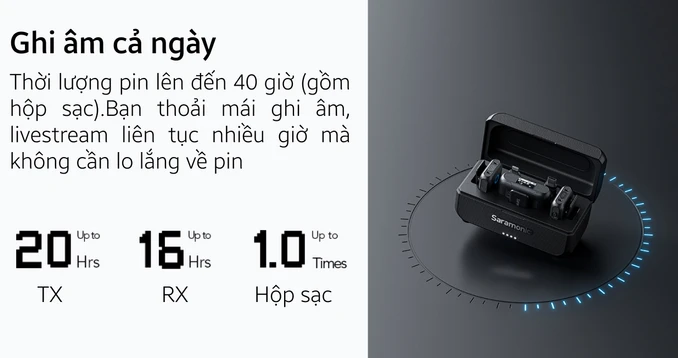 Ghi âm cả ngày
Thời lượng pin lên đến 40 giờ (gồm
hộp sạc).Bạn thoải mái ghi âm,
livestream liên tục nhiều giờ mà
không cần lo lắng về pin
20 Up to Hrs
16 Up to Hrs
1.0 Up to Times
TX
RX
Hộp sạc
Saramonic